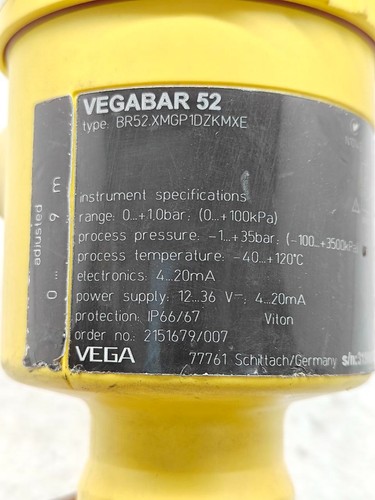 VEGABAR 52
type: BR52.XMGP1DZKMXE
instrument specifications
range: 0...+1,0bar; (0...+100kPa)
process pressure: -1...+35bar; (-100...+3500kPa)
process temperature: -40...+120°C
electronics: 4...20mA
power supply: 12...36 V⎓; 4...20mA
protection: IP66/67 Viton
order no.: 2151679/007
VEGA 77761 Schiltach/Germany s/n:
adjusted
0... 9 m